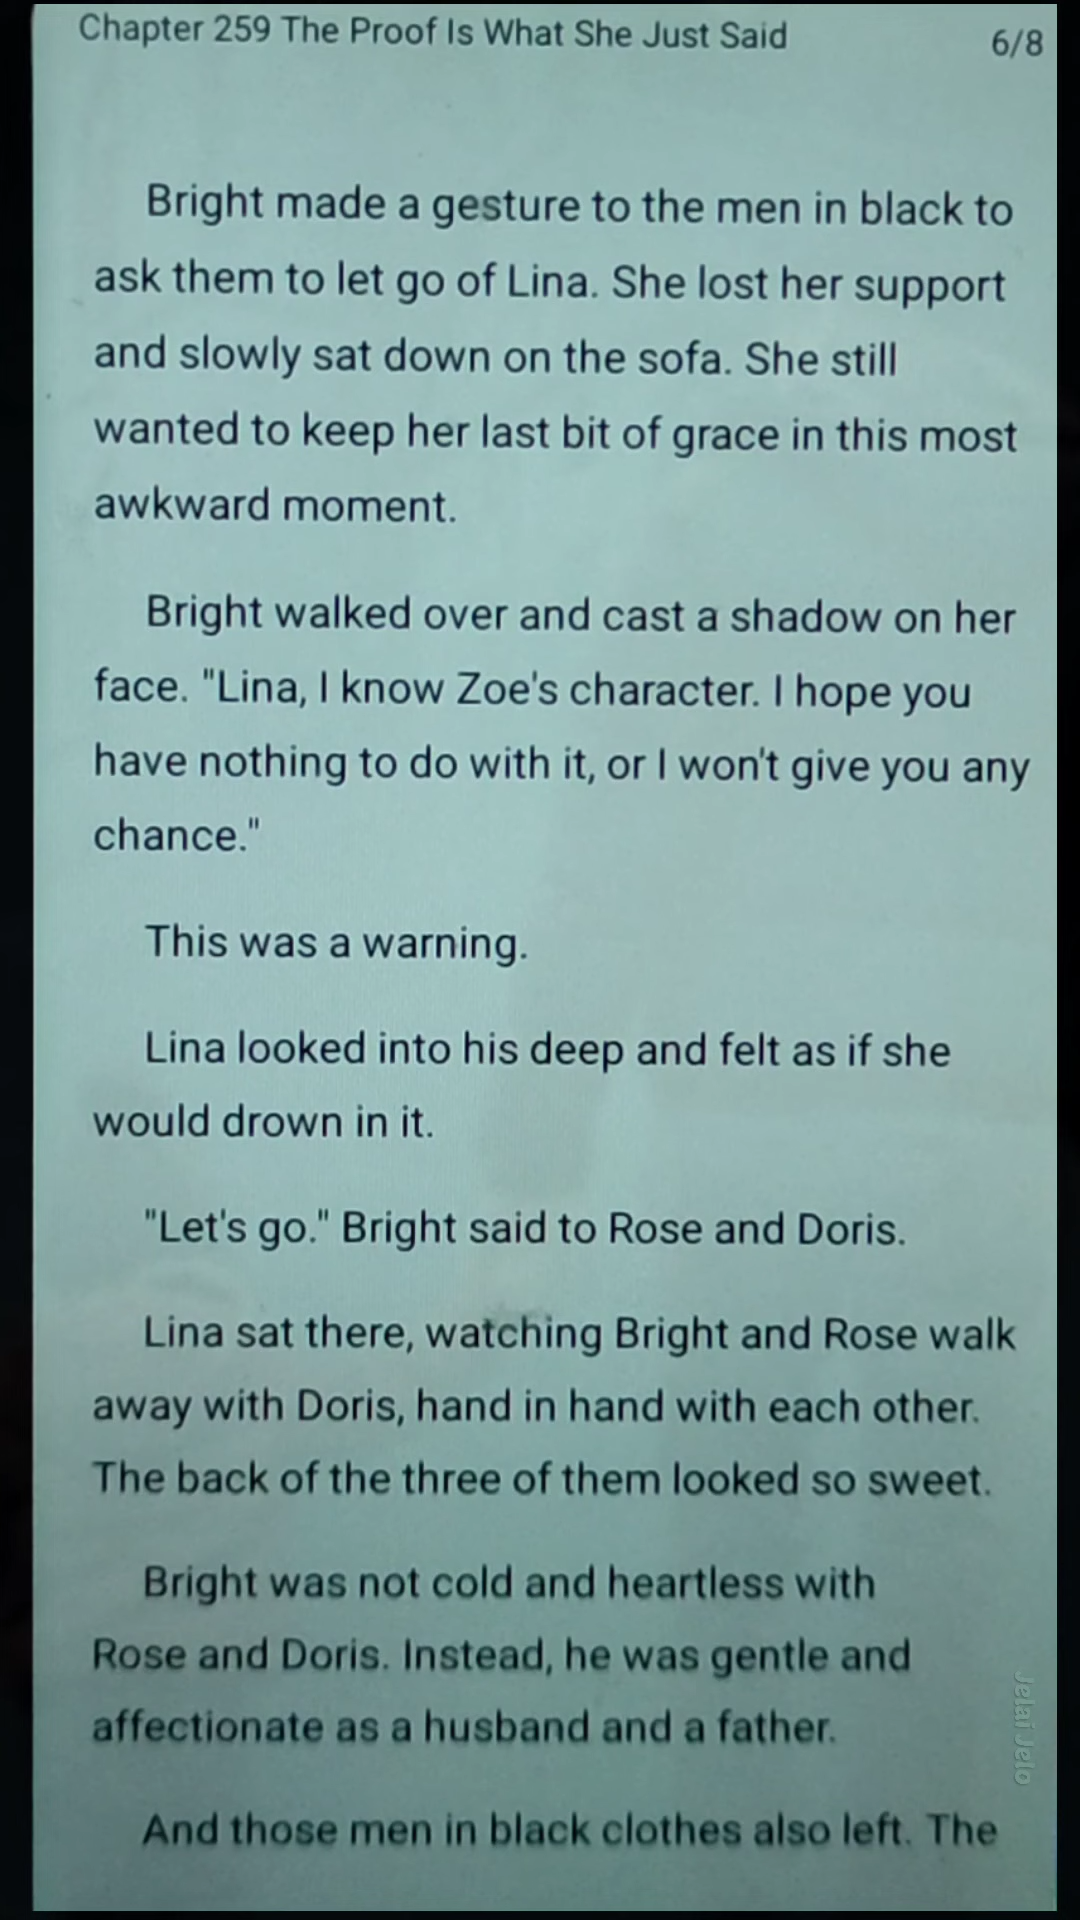 Chapter 259 The Proof Is What She Just Said
6/8
Bright made a gesture to the men in black to
ask them to let go of Lina. She lost her support
and slowly sat down on the sofa. She still
wanted to keep her last bit of grace in this most
awkward moment.
Bright walked over and cast a shadow on her
face. "Lina, I know Zoe's character. I hope you
have nothing to do with it, or I won't give you any
chance."
This was a warning.
Lina looked into his deep and felt as if she
would drown in it.
"Let's go." Bright said to Rose and Doris.
Lina sat there, watching Bright and Rose walk
away with Doris, hand in hand with each other.
The back of the three of them looked so sweet.
Bright was not cold and heartless with
Rose and Doris. Instead, he was gentle and
affectionate as a husband and a father.
And those men in black clothes also left. The
Jelai Jelo